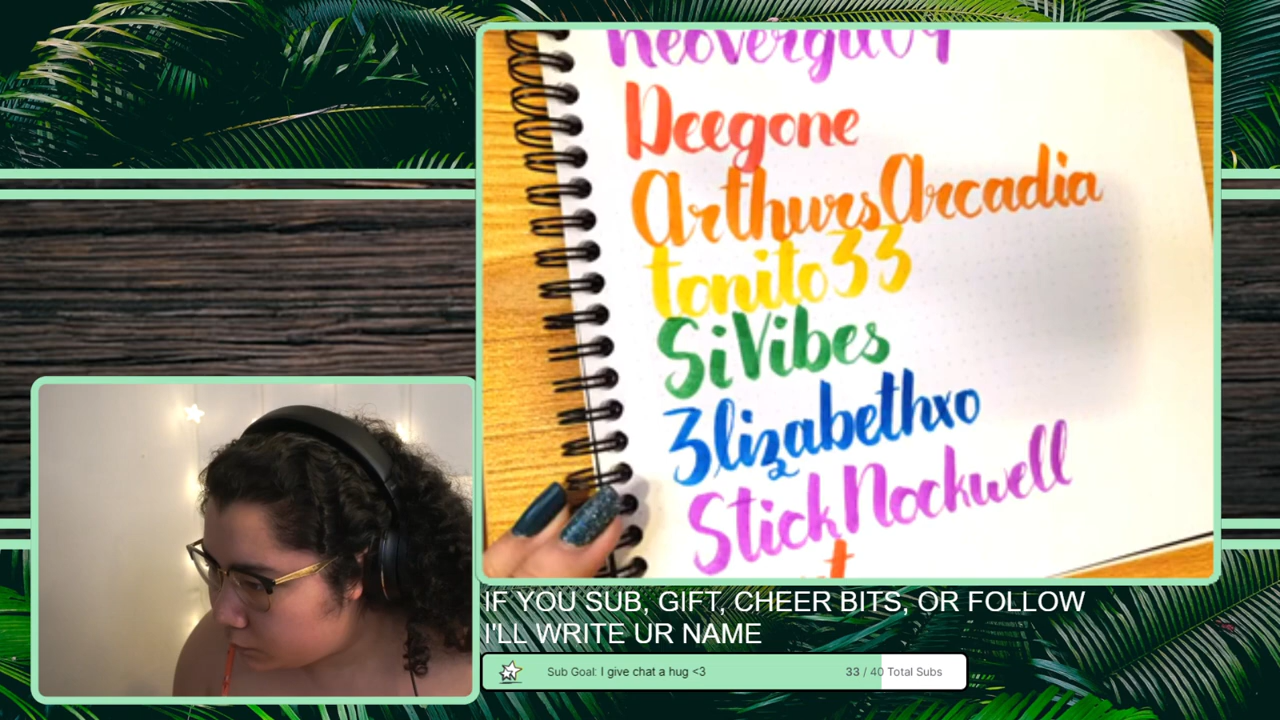 Deegone
ArthursArcadia
tonito33
SiVibes
3lizabethxo
StickNockwell
IF YOU SUB, GIFT, CHEER BITS, OR FOLLOW
I'LL WRITE UR NAME
Sub Goal: I give chat a hug <3 33 / 40 Total Subs